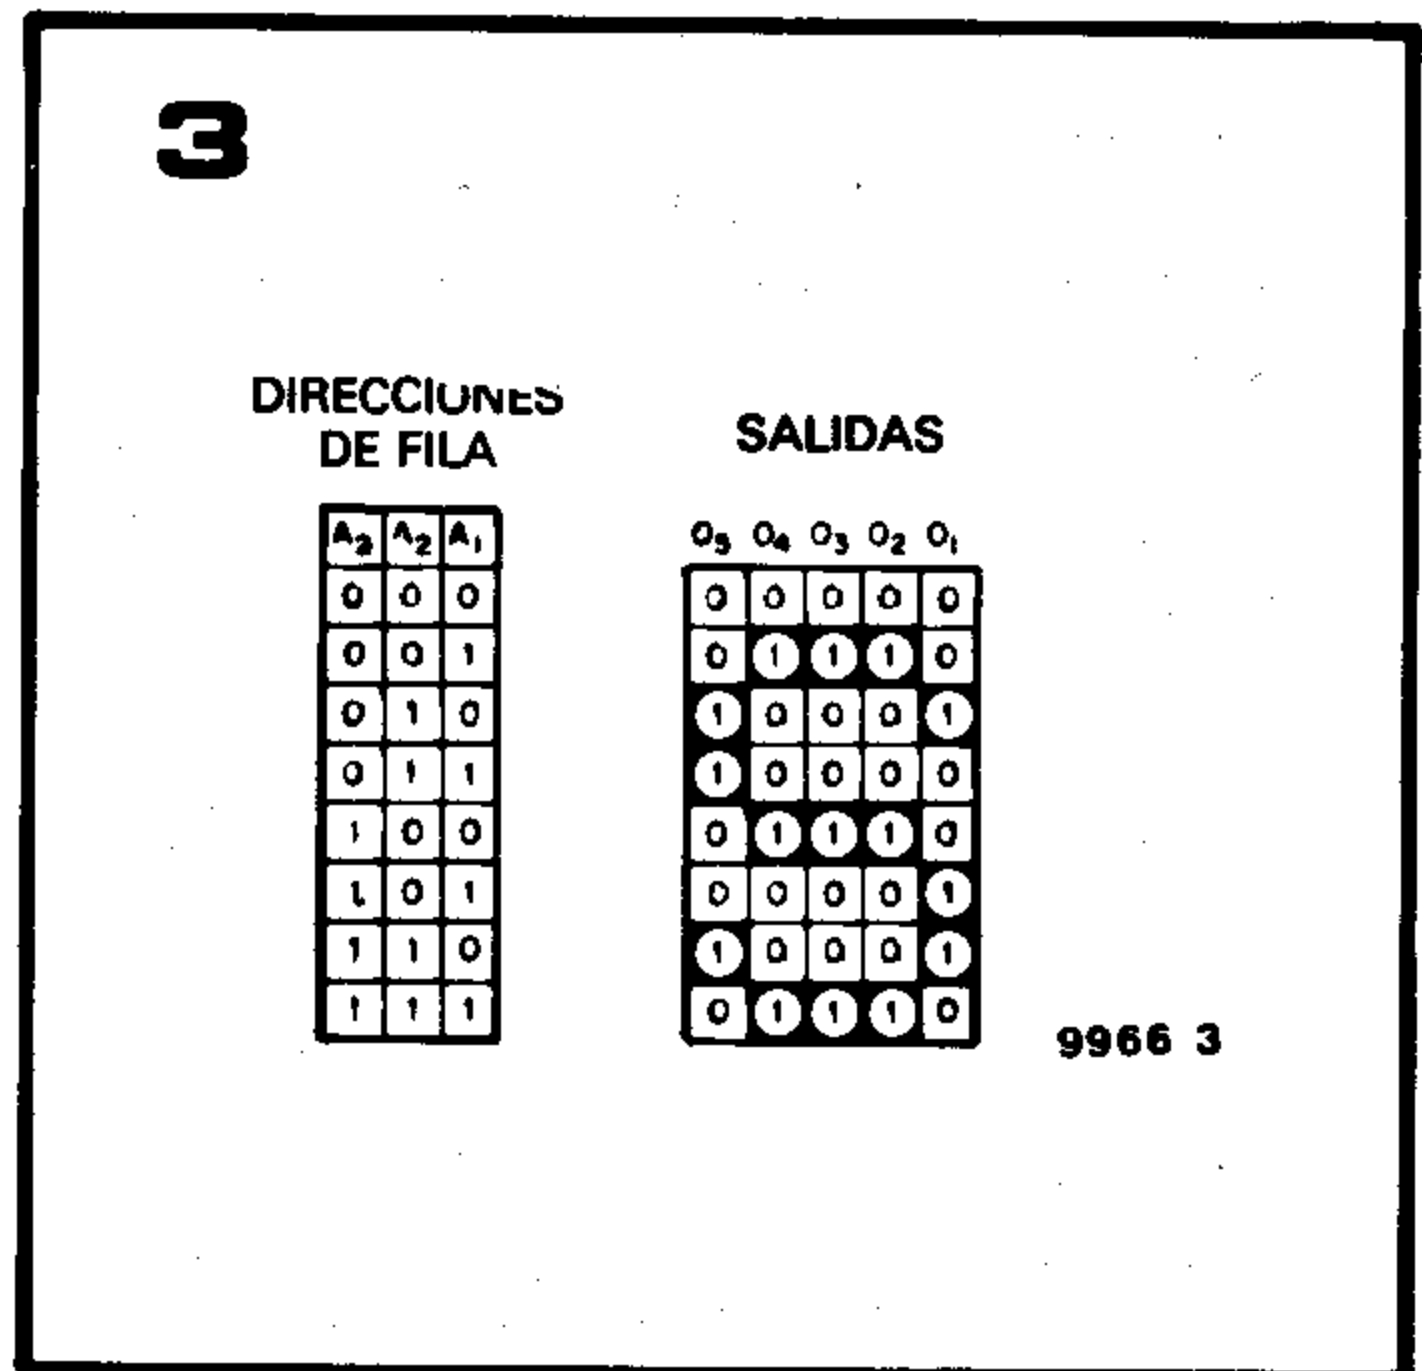 3
DIRECCIONES
DE FILA
SALIDAS
A₃ A₂ A₁
O₅ O₄ O₃ O₂ O₁
0 0 0
0 0 0 0 0
0 0 1
0 1 1 1 0
0 1 0
1 0 0 0 1
0 1 1
1 0 0 0 0
1 0 0
0 1 1 1 0
1 0 1
0 0 0 0 1
1 1 0
1 0 0 0 1
1 1 1
0 1 1 1 0
9966 3